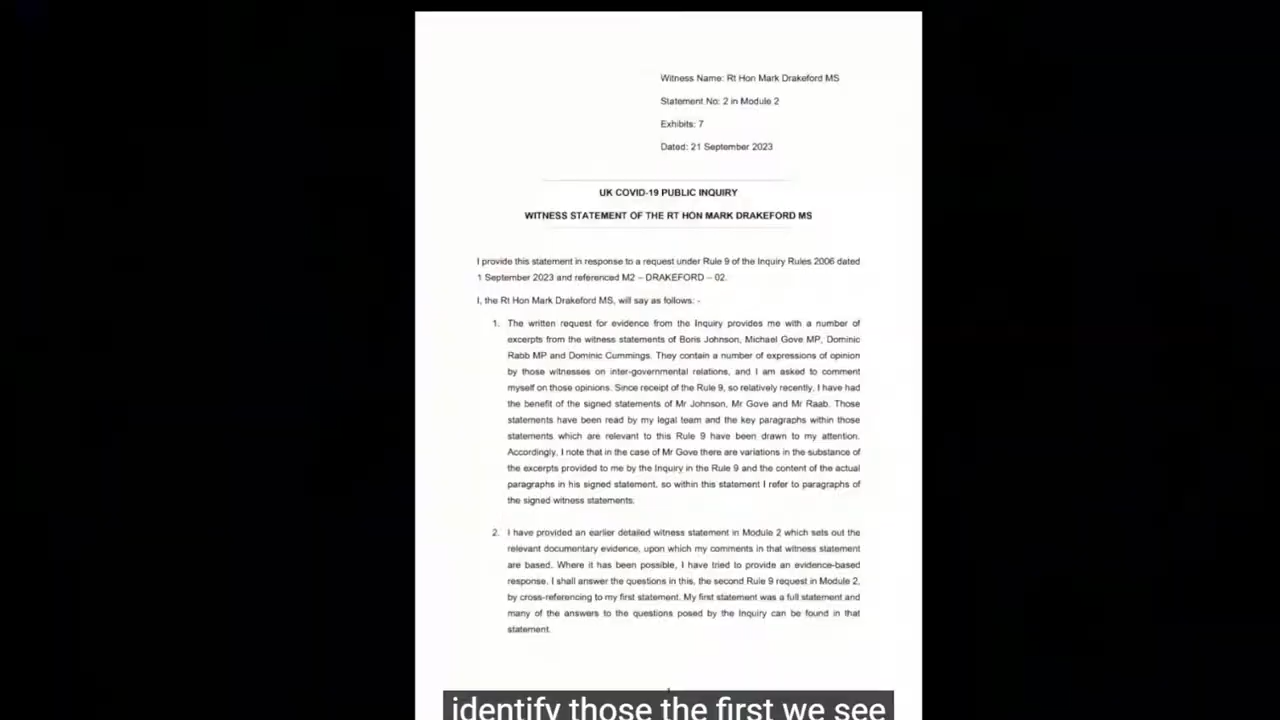 Witness Name: Rt Hon Mark Drakeford MS
Statement No: 2 in Module 2
Exhibits: 7
Dated: 21 September 2023
UK COVID-19 PUBLIC INQUIRY
WITNESS STATEMENT OF THE RT HON MARK DRAKEFORD MS
I provide this statement in response to a request under Rule 9 of the Inquiry Rules 2006 dated
1 September 2023 and referenced M2 – DRAKEFORD – 02.
I, the Rt Hon Mark Drakeford MS, will say as follows: -
1. The written request for evidence from the Inquiry provides me with a number of
excerpts from the witness statements of Boris Johnson, Michael Gove MP, Dominic
Rabb MP and Dominic Cummings. They contain a number of expressions of opinion
by those witnesses on inter-governmental relations, and I am asked to comment
myself on those opinions. Since receipt of the Rule 9, so relatively recently, I have had
the benefit of the signed statements of Mr Johnson, Mr Gove and Mr Raab. Those
statements have been read by my legal team and the key paragraphs within those
statements which are relevant to this Rule 9 have been drawn to my attention.
Accordingly, I note that in the case of Mr Gove there are variations in the substance of
the excerpts provided to me by the Inquiry in the Rule 9 and the content of the actual
paragraphs in his signed statement, so within this statement I refer to paragraphs of
the signed witness statements.
2. I have provided an earlier detailed witness statement in Module 2 which sets out the
relevant documentary evidence, upon which my comments in that witness statement
are based. Where it has been possible, I have tried to provide an evidence-based
response. I shall answer the questions in this, the second Rule 9 request in Module 2,
by cross-referencing to my first statement. My first statement was a full statement and
many of the answers to the questions posed by the Inquiry can be found in that
statement.
identify those the first we see